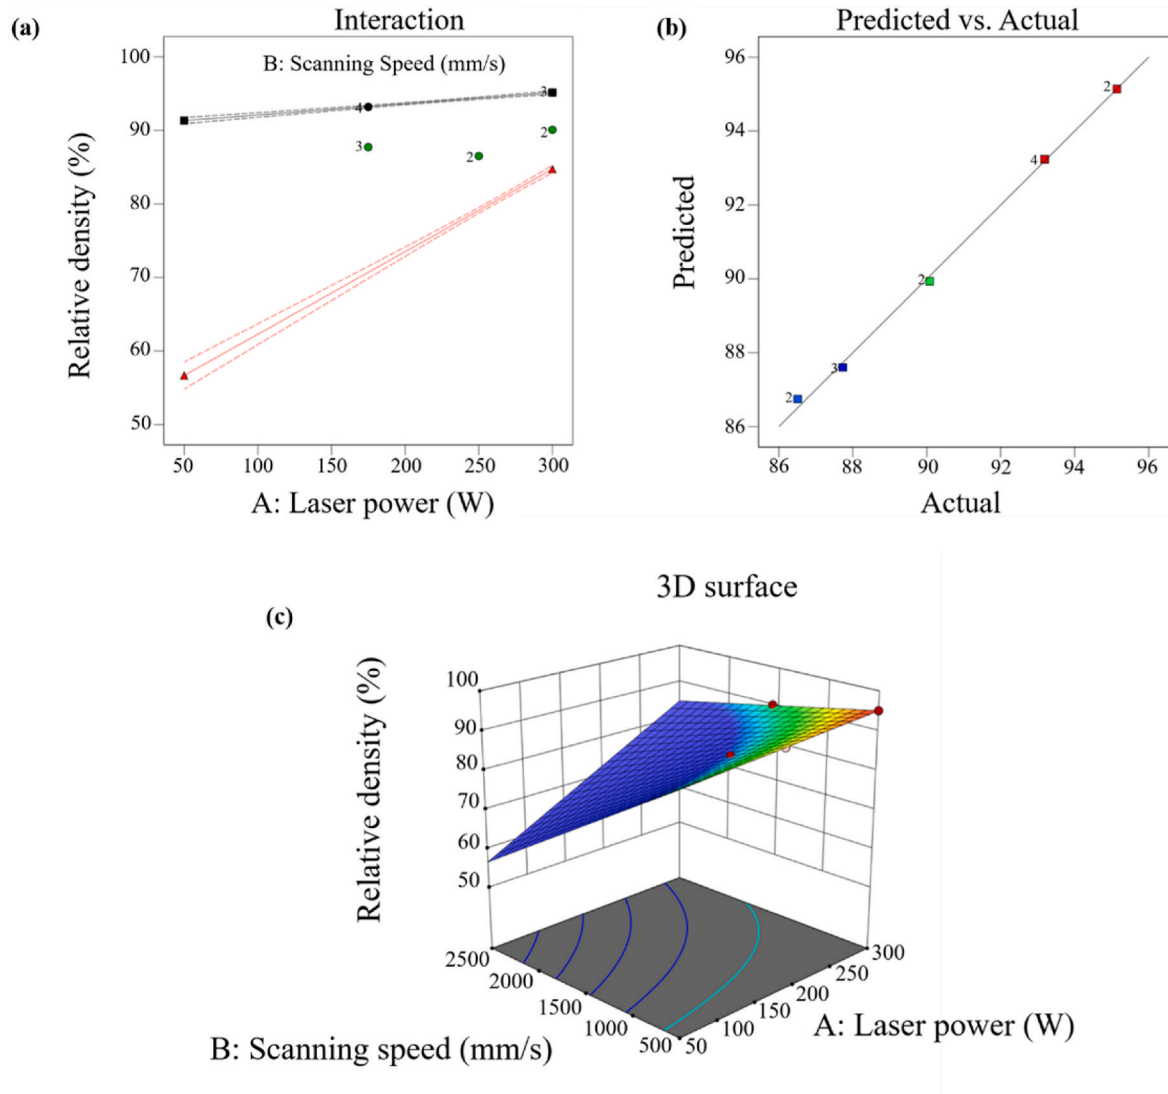 (a)
Interaction
B: Scanning Speed (mm/s)
Relative density (%)
100
90
80
70
60
50
4
3
3
2
2
50 100 150 200 250 300
A: Laser power (W)
(b)
Predicted vs. Actual
Predicted
96
94
92
90
88
86
2
4
2
3
2
86 88 90 92 94 96
Actual
(c)
3D surface
Relative density (%)
100
90
80
70
60
50
2500
2000
1500
1000
500
50
100
150
200
250
300
B: Scanning speed (mm/s)
A: Laser power (W)